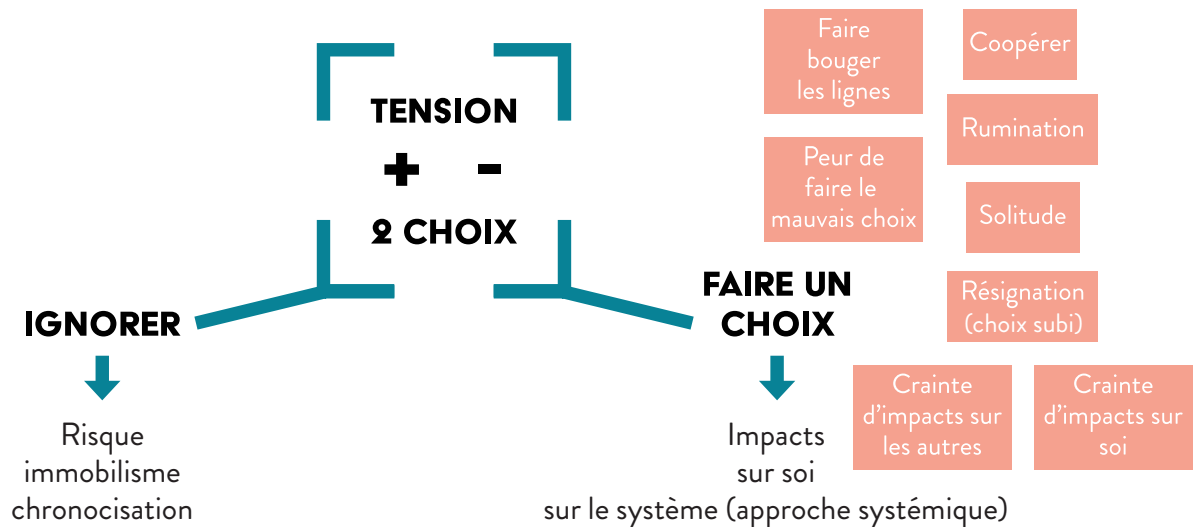 TENSION
+ -
2 CHOIX
IGNORER
Risque
immobilisme
chronocisation
FAIRE UN
CHOIX
Impacts
sur soi
sur le système (approche systémique)
Faire
bouger
les lignes
Coopérer
Rumination
Peur de
faire le
mauvais choix
Solitude
Résignation
(choix subi)
Crainte
d'impacts sur
les autres
Crainte
d'impacts sur
soi